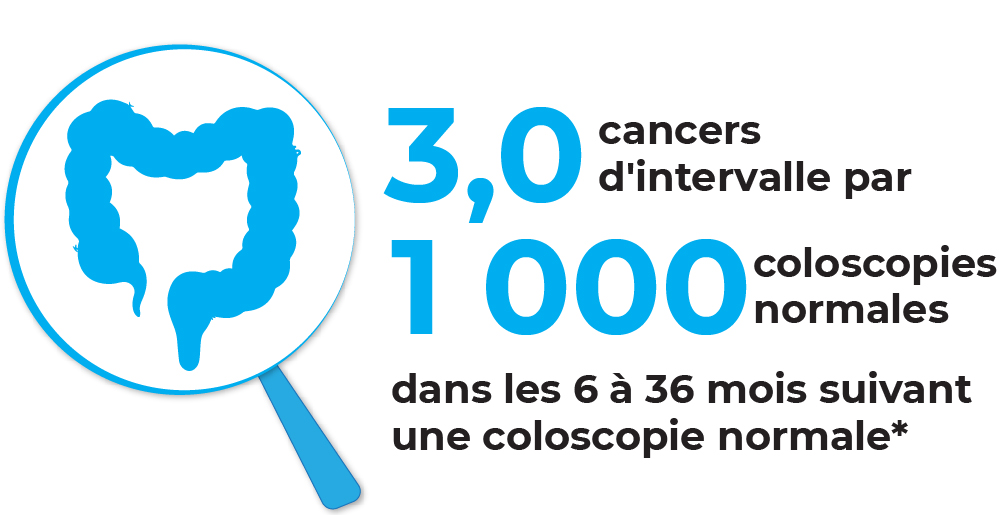 3,0 cancers
d'intervalle par
1 000 coloscopies
normales
dans les 6 à 36 mois suivant
une coloscopie normale*